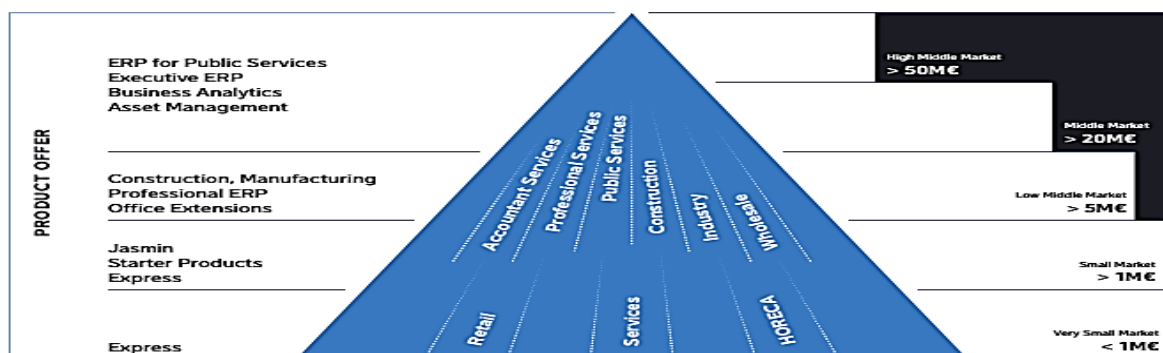 PRODUCT OFFER
ERP for Public Services
Executive ERP
Business Analytics
Asset Management
Construction, Manufacturing
Professional ERP
Office Extensions
Jasmin
Starter Products
Express
Express
Accountant Services
Professional Services
Public Services
Construction
Industry
Wholesale
Retail
Services
HORECA
High Middle Market
> 50M€
Middle Market
> 20M€
Low Middle Market
> 5M€
Small Market
> 1M€
Very Small Market
< 1M€